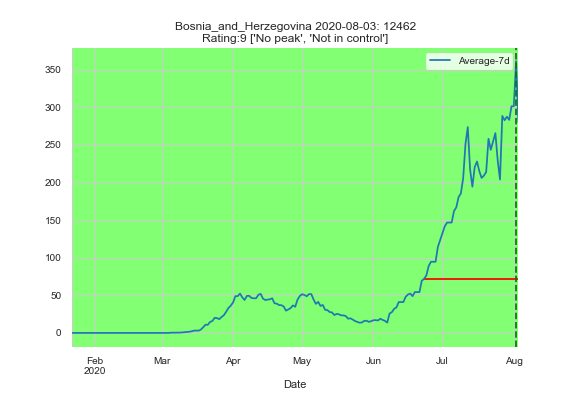 Bosnia_and_Herzegovina 2020-08-03: 12462
Rating:9 ['No peak', 'Not in control']
Average-7d
350
300
250
200
150
100
50
0
Feb Mar Apr May Jun Jul Aug
2020
Date